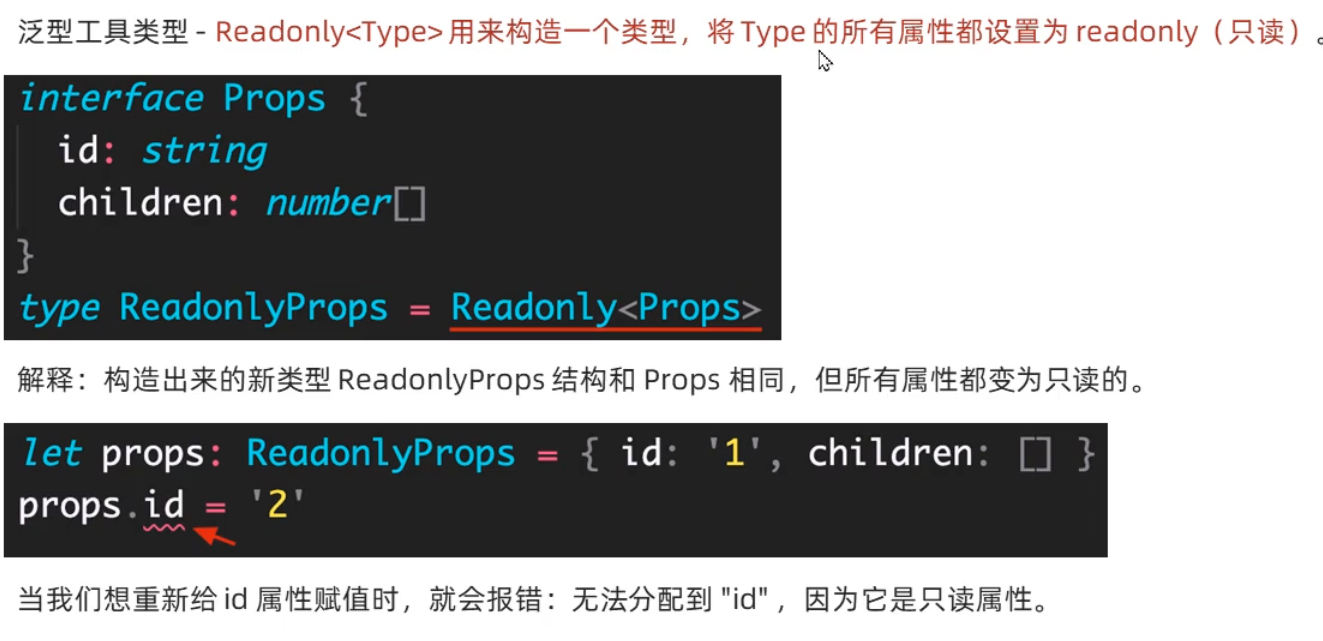 泛型工具类型 - Readonly<Type> 用来构造一个类型，将 Type 的所有属性都设置为 readonly（只读）。
interface Props {
id: string
children: number[]
}
type ReadonlyProps = Readonly<Props>
解释：构造出来的新类型 ReadonlyProps 结构和 Props 相同，但所有属性都变为只读的。
let props: ReadonlyProps = { id: '1', children: [] }
props.id = '2'
当我们想重新给 id 属性赋值时，就会报错：无法分配到 "id" ，因为它是只读属性。